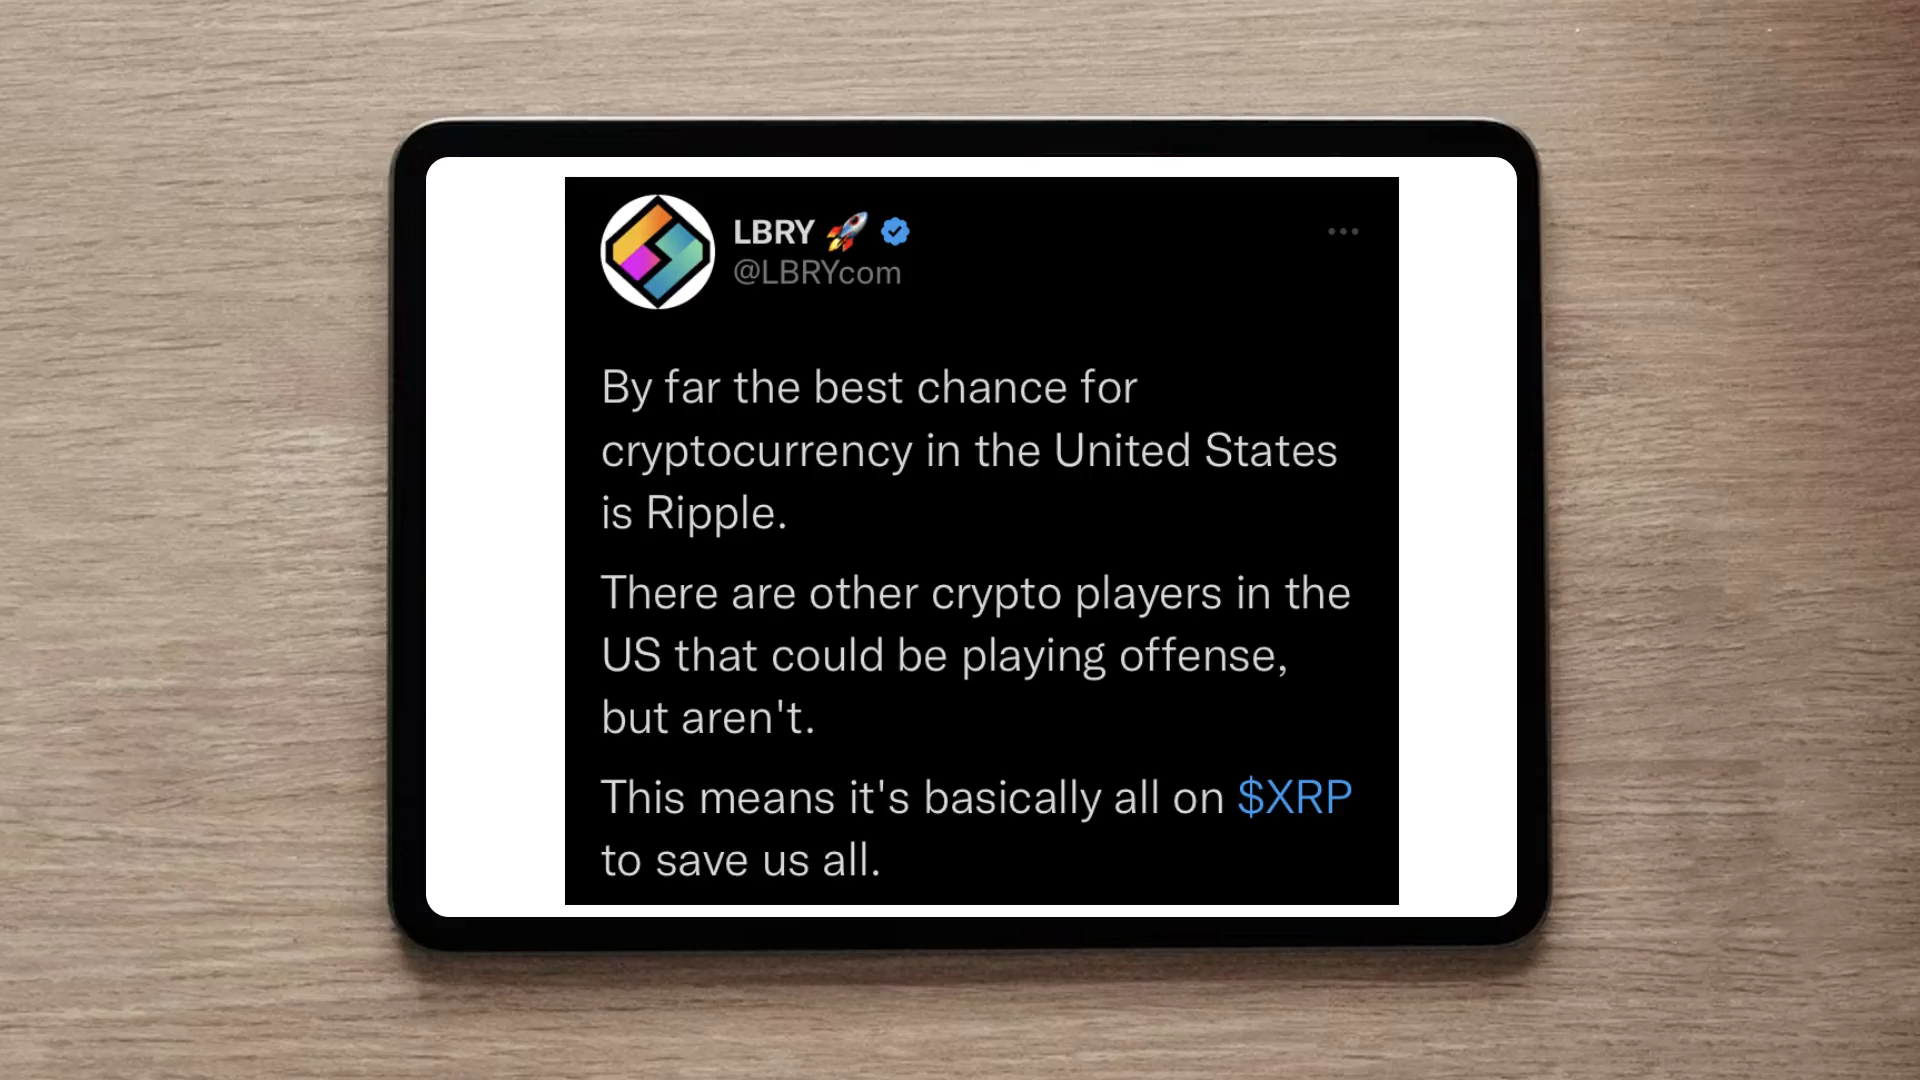 LBRY 🚀
@LBRYcom
By far the best chance for
cryptocurrency in the United States
is Ripple.
There are other crypto players in the
US that could be playing offense,
but aren't.
This means it's basically all on $XRP
to save us all.